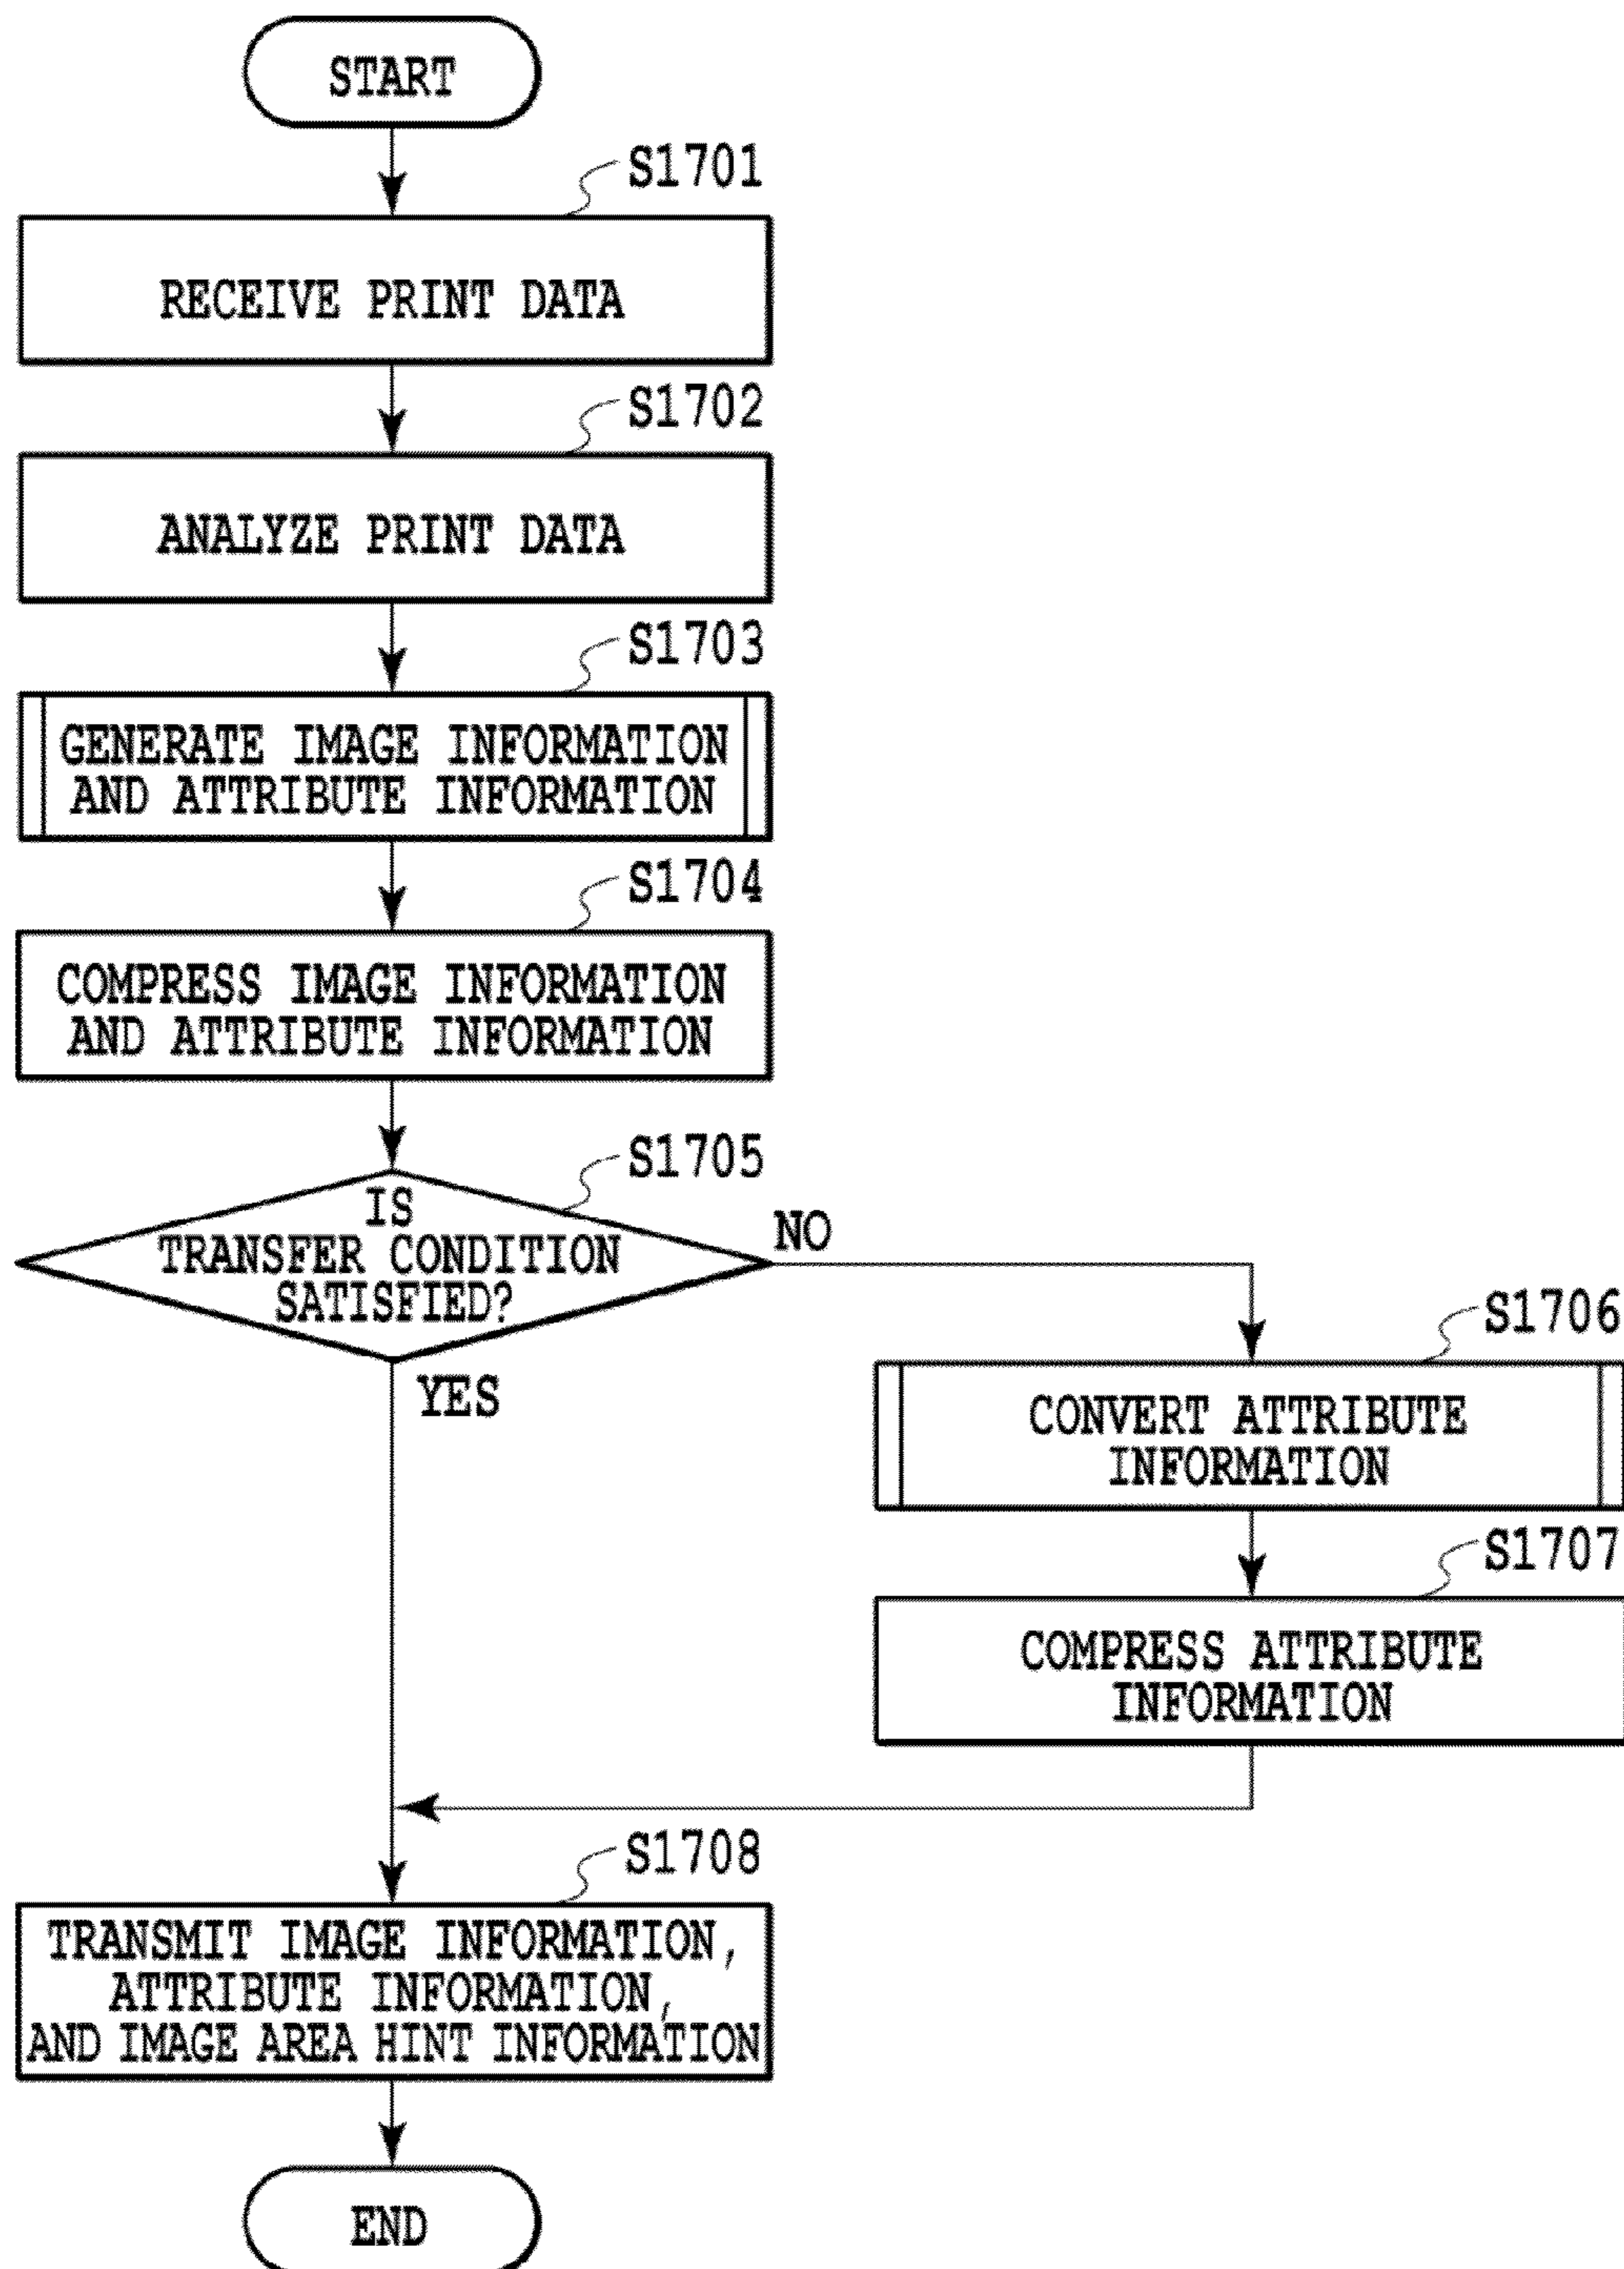 START
S1701
RECEIVE PRINT DATA
S1702
ANALYZE PRINT DATA
S1703
GENERATE IMAGE INFORMATION
AND ATTRIBUTE INFORMATION
S1704
COMPRESS IMAGE INFORMATION
AND ATTRIBUTE INFORMATION
S1705
IS
TRANSFER CONDITION
SATISFIED?
NO
YES
S1706
CONVERT ATTRIBUTE
INFORMATION
S1707
COMPRESS ATTRIBUTE
INFORMATION
S1708
TRANSMIT IMAGE INFORMATION,
ATTRIBUTE INFORMATION,
AND IMAGE AREA HINT INFORMATION
END